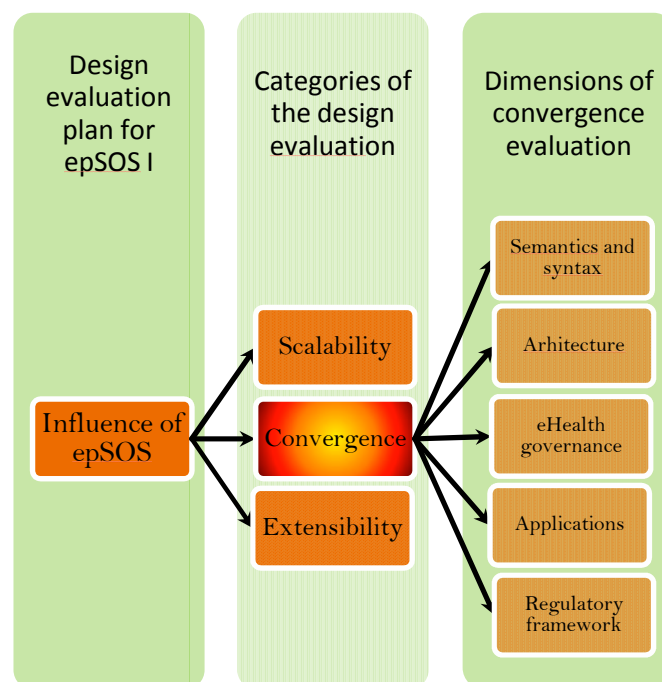 Design
evaluation
plan for
epSOS I
Categories of
the design
evaluation
Dimensions of
convergence
evaluation
Influence of
epSOS
Scalability
Convergence
Extensibility
Semantics and
syntax
Arhitecture
eHealth
governance
Applications
Regulatory
framework